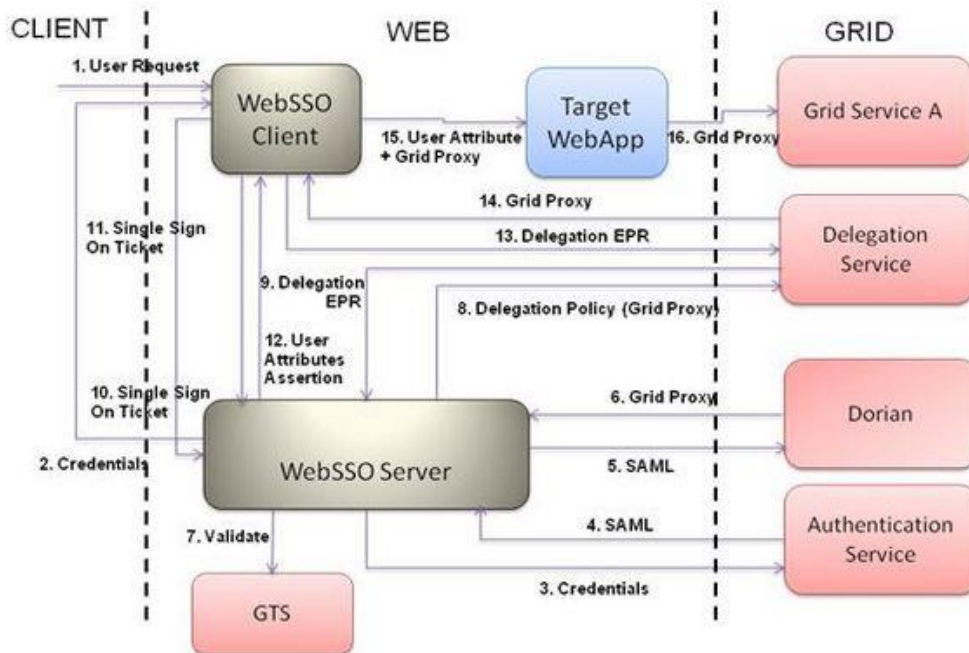 CLIENT
WEB
GRID
1. User Request
WebSSO
Client
Target
WebApp
Grid Service A
15. User Attribute
+ Grid Proxy
16. Grid Proxy
14. Grid Proxy
11. Single Sign
On Ticket
13. Delegation EPR
Delegation
Service
9. Delegation
EPR
8. Delegation Policy (Grid Proxy)
12. User
Attributes
Assertion
10. Single Sign
On Ticket
6. Grid Proxy
Dorian
2. Credentials
WebSSO Server
5. SAML
4. SAML
Authentication
Service
7. Validate
3. Credentials
GTS